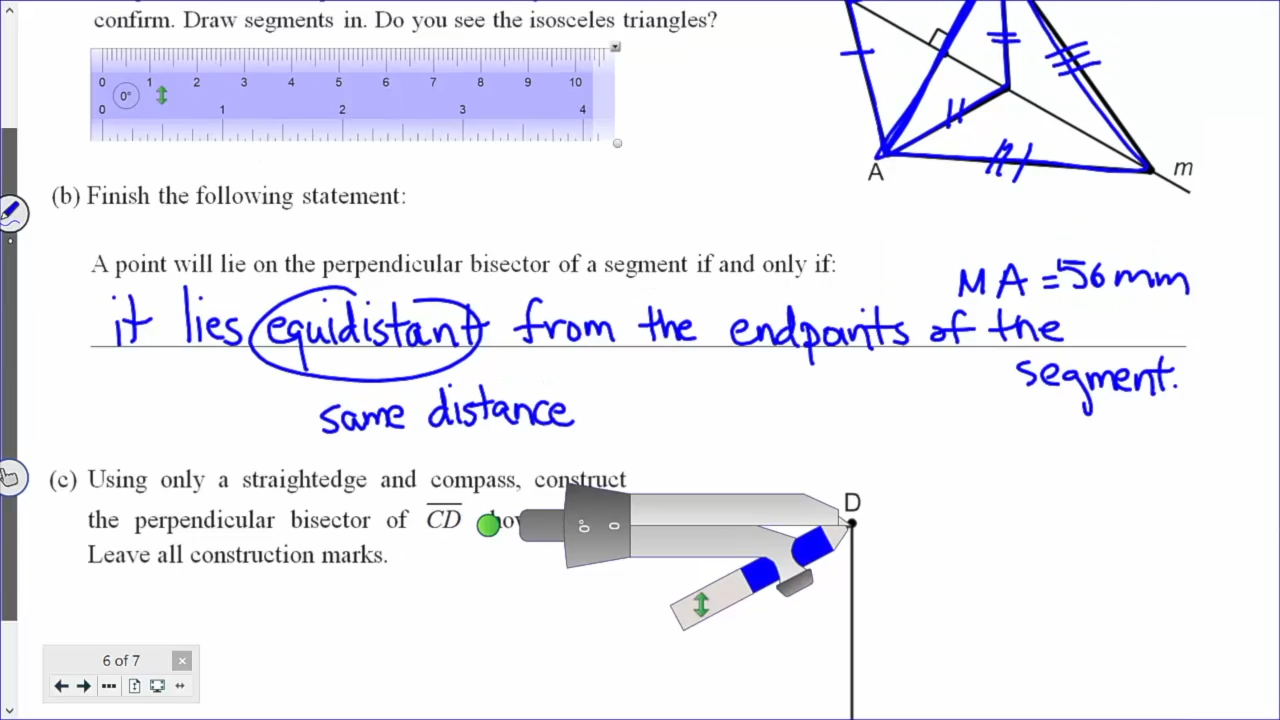 confirm. Draw segments in. Do you see the isosceles triangles?
0 1 2 3 4 5 6 7 8 9 10
0°
0 1 2 3 4
A
m
(b) Finish the following statement:
A point will lie on the perpendicular bisector of a segment if and only if:
MA = 56 mm
it lies equidistant from the endpoints of the
segment.
same distance
(c) Using only a straightedge and compass, construct
the perpendicular bisector of CD
Leave all construction marks.
0° 0
D
6 of 7